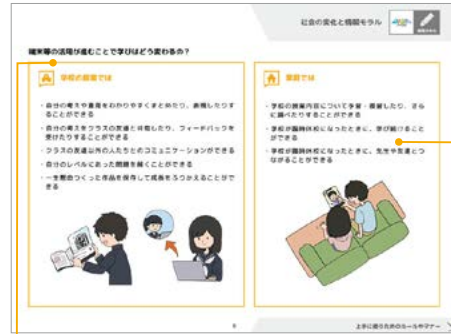 社会の変化と情報モラル
端末等の活用が進むことで学びはどう変わるの？
学校の授業では
・自分の考えや意見をわかりやすくまとめたり、表現したりす
ることができる
・自分の考えをクラスの友達と共有したり、フィードバックを
受けたりすることができる
・クラスの友達以外の人たちとのコミュニケーションができる
・自分のレベルにあった問題を解くことができる
・一生懸命つくった作品を保存して成長をふりかえることがで
きる
家庭では
・学校の授業内容について予習・復習したり、さら
に調べたりすることができる
・学校が臨時休校になったときに、学び続けること
ができる
・学校が臨時休校になったときに、先生や友達とつ
ながることができる
上手に使うためのルールやマナー